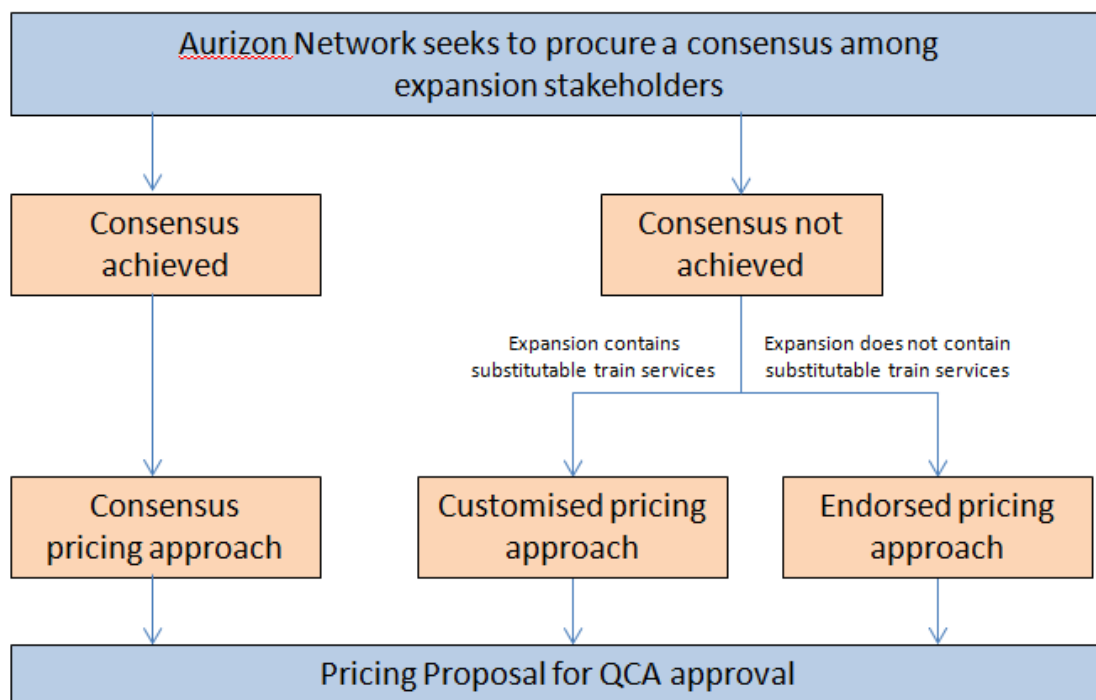 Aurizon Network seeks to procure a consensus among
expansion stakeholders
Consensus
achieved
Consensus not
achieved
Expansion contains
substitutable train services
Expansion does not contain
substitutable train services
Consensus
pricing approach
Customised pricing
approach
Endorsed pricing
approach
Pricing Proposal for QCA approval